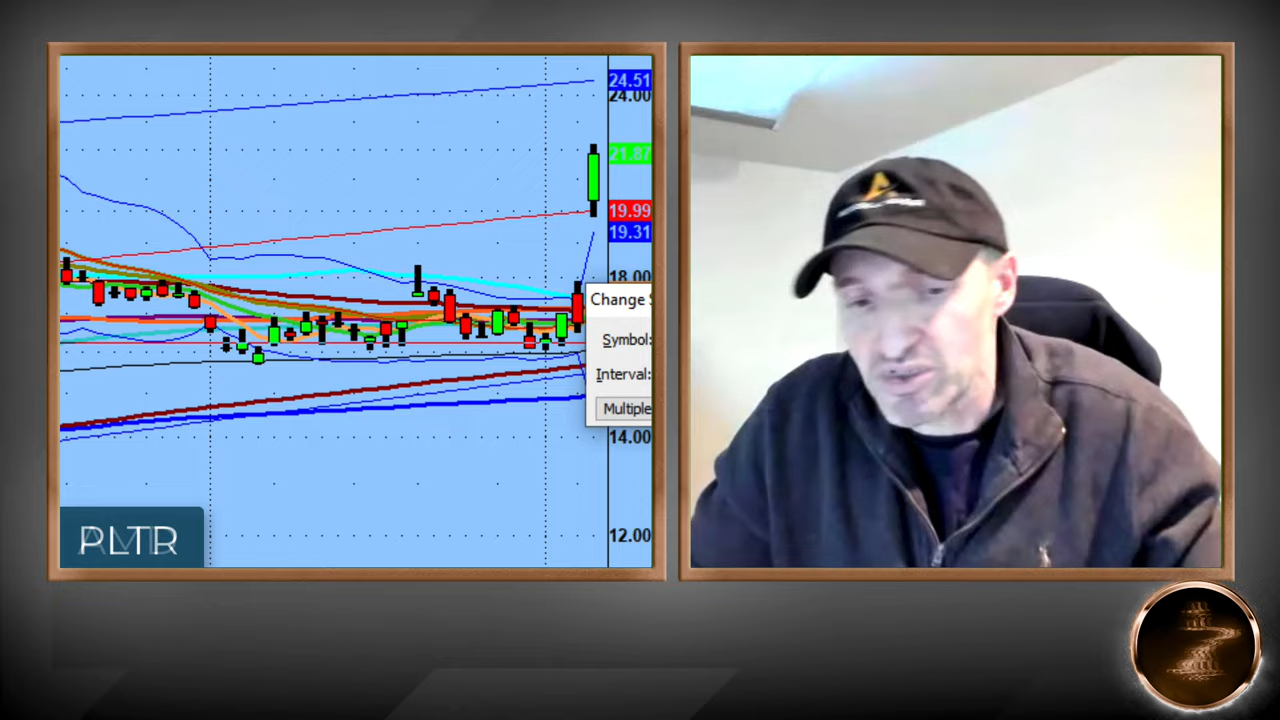 24.51
24.00
21.87
19.99
19.31
18.00
Change
Symbol:
Interval:
Multiple
14.00
12.00
PLTR